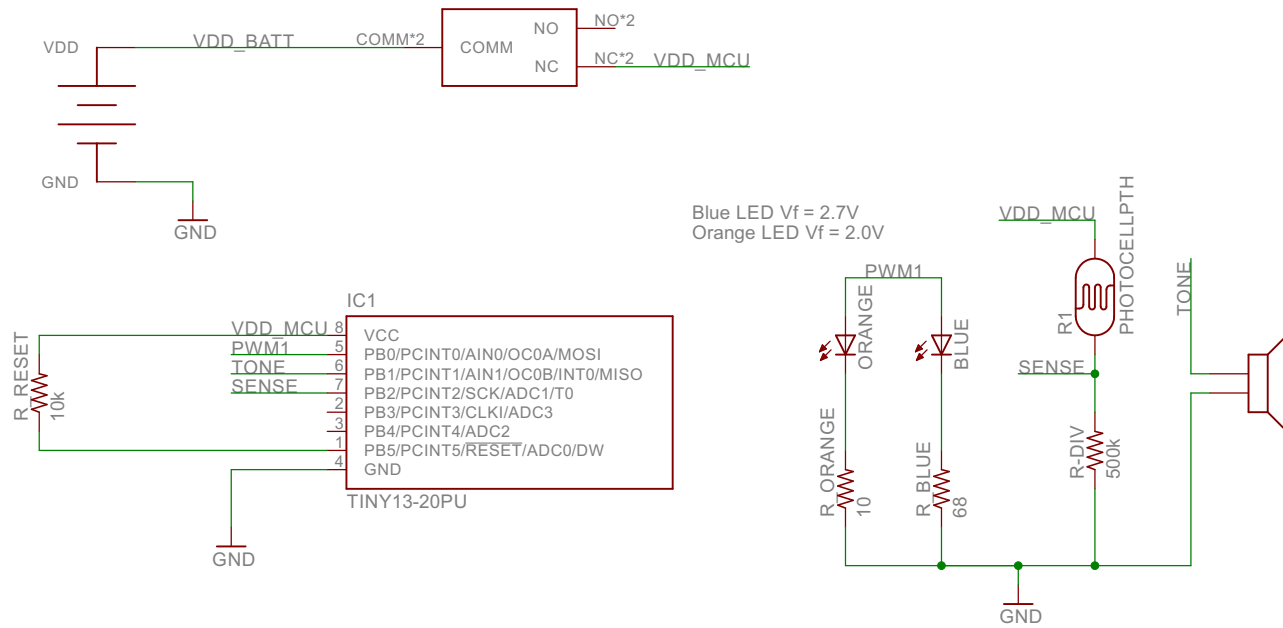 VDD
VDD_BATT
COMM*2
COMM
NO
NO*2
NC
NC*2
VDD_MCU
GND
GND
Blue LED Vf = 2.7V
Orange LED Vf = 2.0V
IC1
R_RESET
10k
VDD_MCU
8
VCC
PWM1
5
PB0/PCINT0/AIN0/OC0A/MOSI
TONE
6
PB1/PCINT1/AIN1/OC0B/INT0/MISO
SENSE
7
PB2/PCINT2/SCK/ADC1/T0
2
PB3/PCINT3/CLKI/ADC3
3
PB4/PCINT4/ADC2
1
PB5/PCINT5/RESET/ADC0/DW
4
GND
TINY13-20PU
GND
PWM1
ORANGE
BLUE
R_ORANGE
10
R_BLUE
68
VDD_MCU
R1
PHOTOCELLPTH
SENSE
R-DIV
500k
TONE
GND